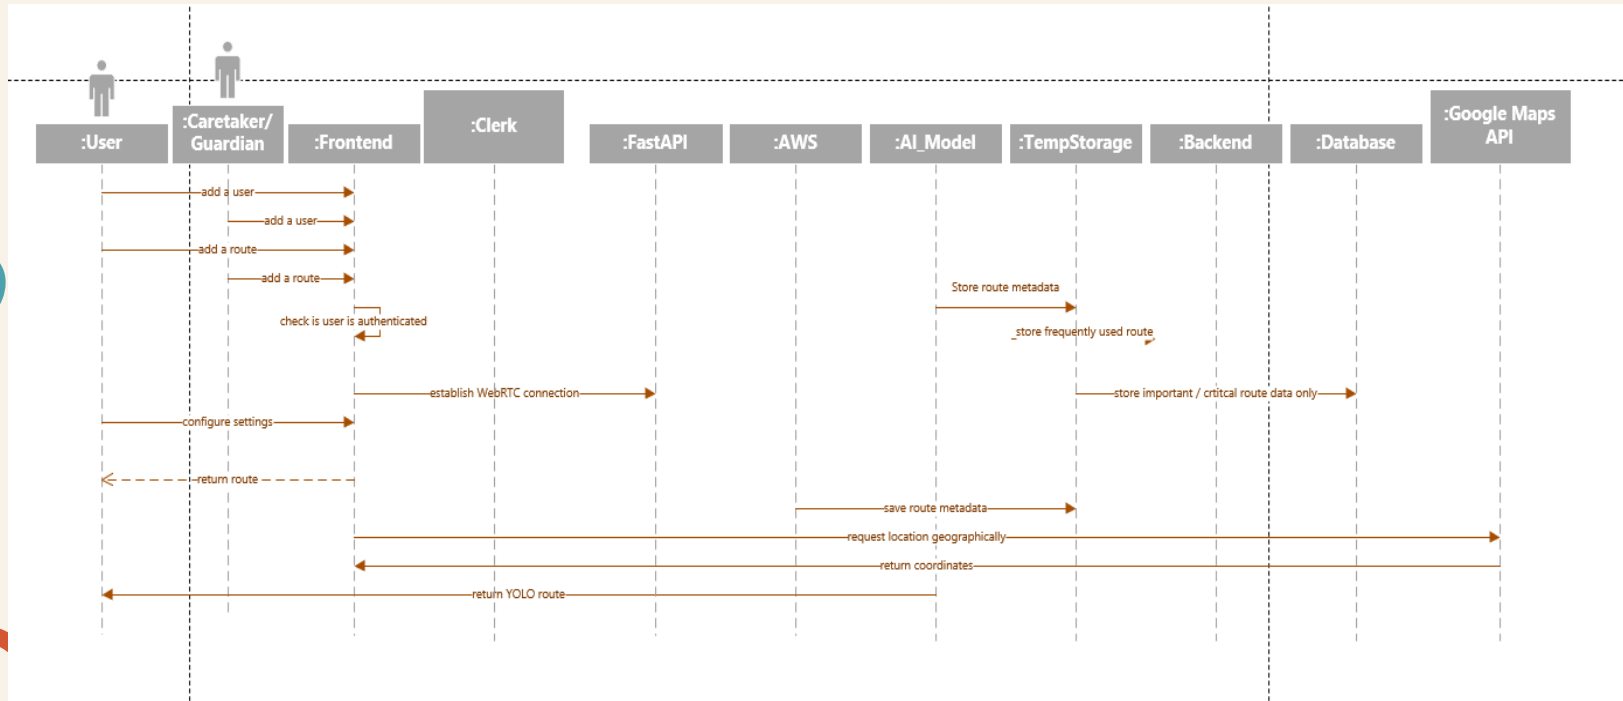 :User
:Caretaker/
Guardian
:Frontend
:Clerk
:FastAPI
:AWS
:AI_Model
:TempStorage
:Backend
:Database
:Google Maps
API
add a user
add a user
add a route
add a route
Store route metadata
check is user is authenticated
_store frequently used route
establish WebRTC connection
store important / crtitcal route data only
configure settings
return route
save route metadata
request location geographically
return coordinates
return YOLO route